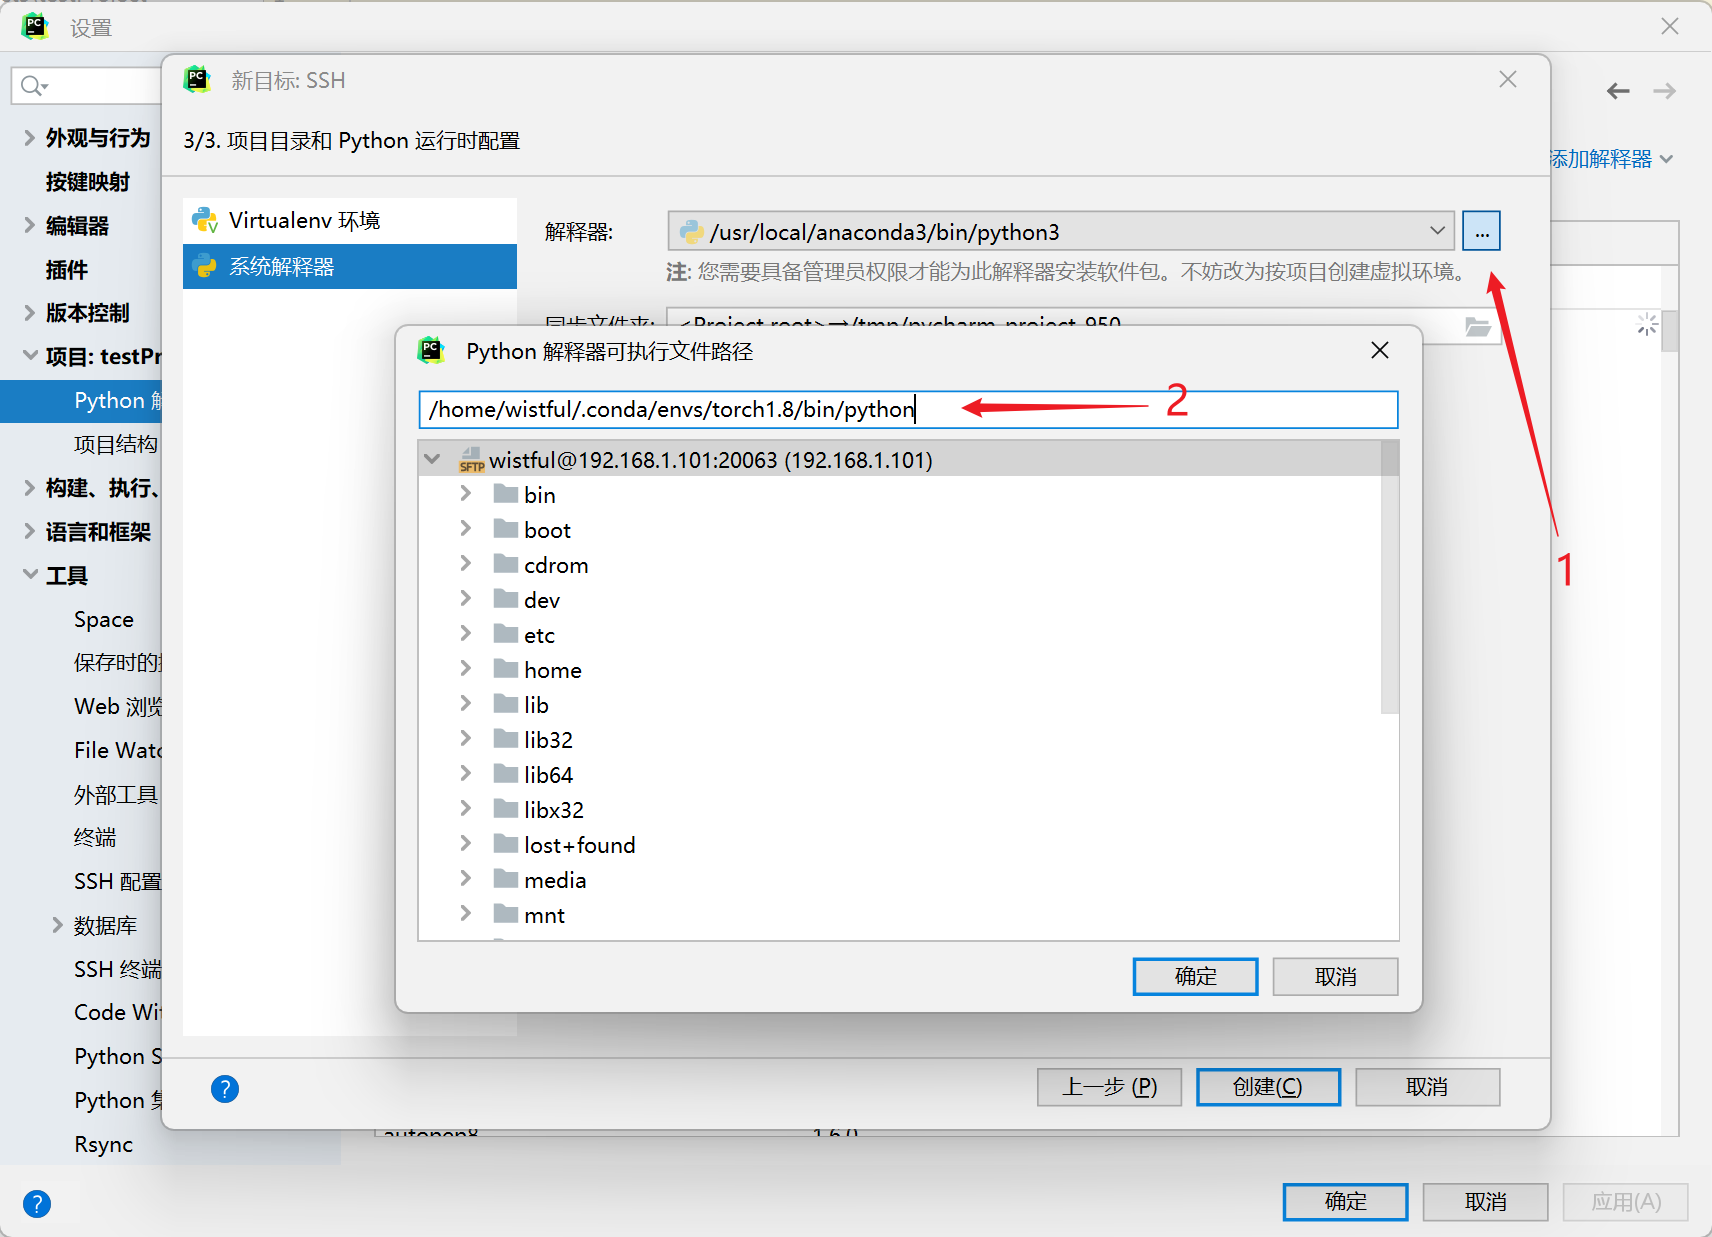 设置
新目标: SSH
3/3. 项目目录和 Python 运行时配置
添加解释器
外观与行为
按键映射
编辑器
插件
版本控制
项目: testPr
Python 解
项目结构
构建、执行、
语言和框架
工具
Space
保存时的
Web 浏览
File Watc
外部工具
终端
SSH 配置
数据库
SSH 终端
Code Wit
Python S
Python 集
Rsync
Virtualenv 环境
系统解释器
解释器:
/usr/local/anaconda3/bin/python3
...
注: 您需要具备管理员权限才能为此解释器安装软件包。不妨改为按项目创建虚拟环境。
同步文件夹:
<Project root>→/tmp/pycharm_project_950
1
Python 解释器可执行文件路径
/home/wistful/.conda/envs/torch1.8/bin/python
2
SFTP
wistful@192.168.1.101:20063 (192.168.1.101)
bin
boot
cdrom
dev
etc
home
lib
lib32
lib64
libx32
lost+found
media
mnt
确定
取消
?
上一步 (P)
创建(C)
取消
autopep8
1.6.0
?
确定
取消
应用(A)